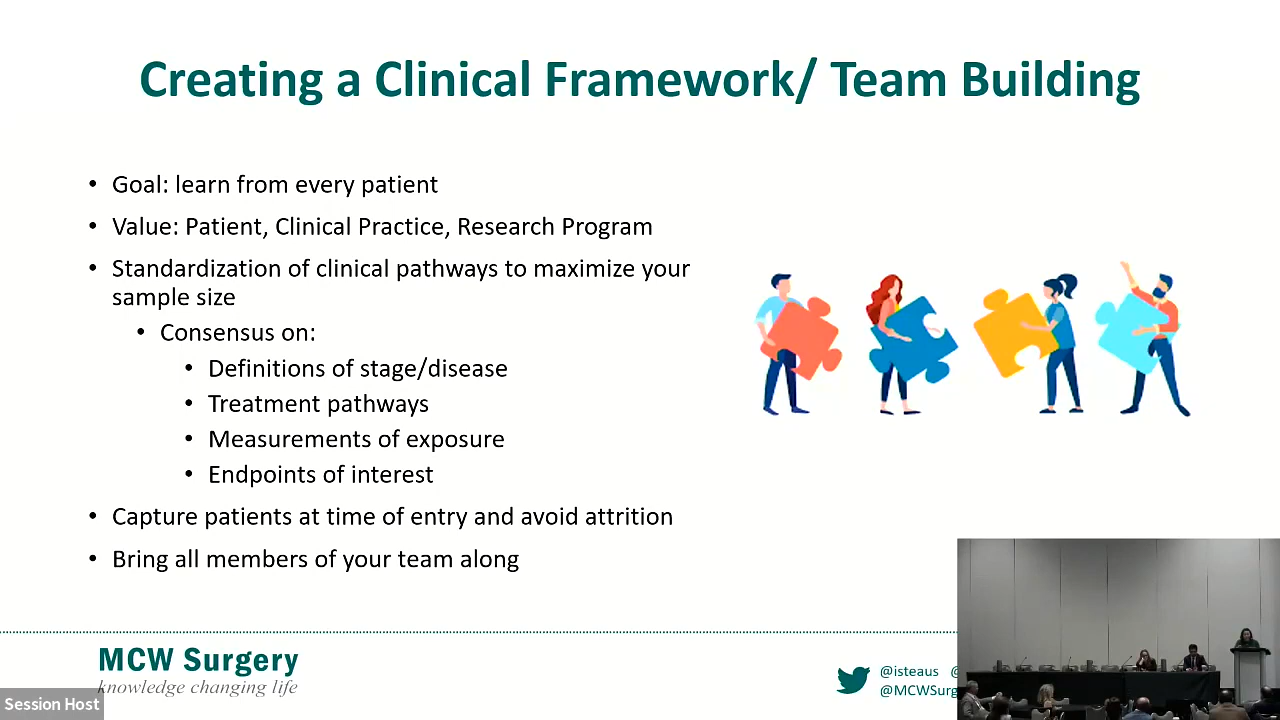 Creating a Clinical Framework/ Team Building
• Goal: learn from every patient
• Value: Patient, Clinical Practice, Research Program
• Standardization of clinical pathways to maximize your
sample size
• Consensus on:
• Definitions of stage/disease
• Treatment pathways
• Measurements of exposure
• Endpoints of interest
• Capture patients at time of entry and avoid attrition
• Bring all members of your team along
MCW Surgery
knowledge changing life
@isteaus @
@MCWSurg
Session Host